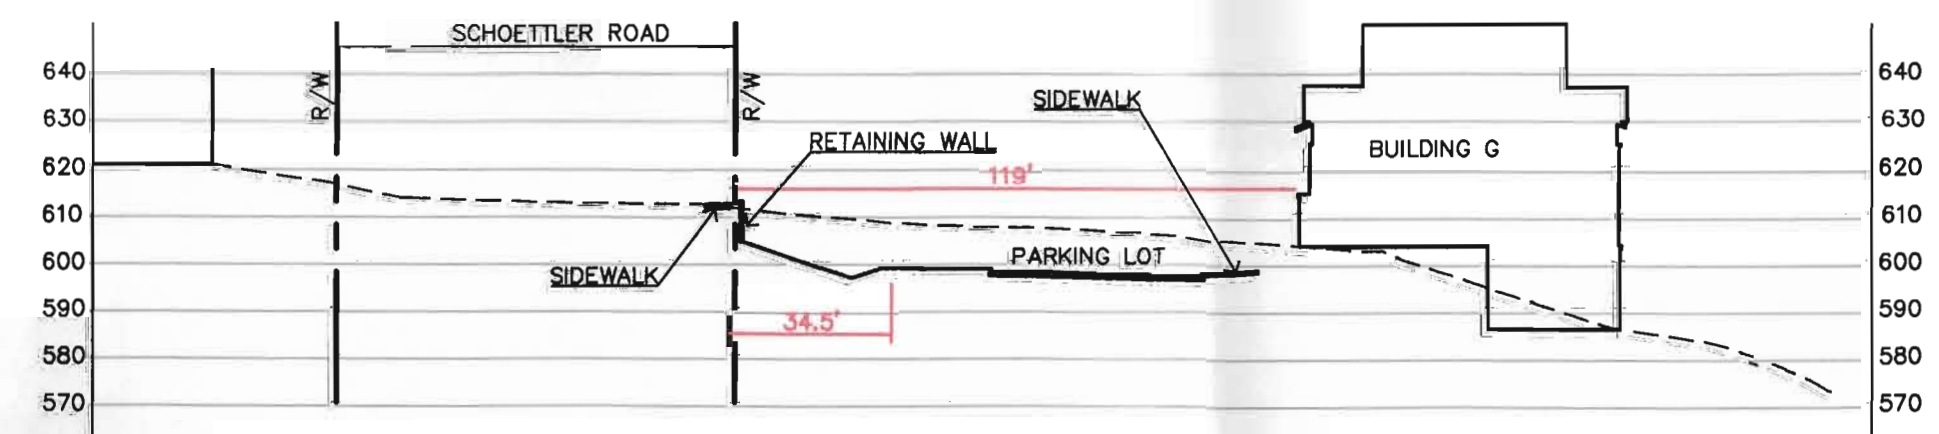 SCHOETTLER ROAD
640
R/W
R/W
640
SIDEWALK
630
630
RETAINING WALL
BUILDING G
620
119'
620
610
610
PARKING LOT
600
SIDEWALK
600
590
34.5'
590
580
580
570
570